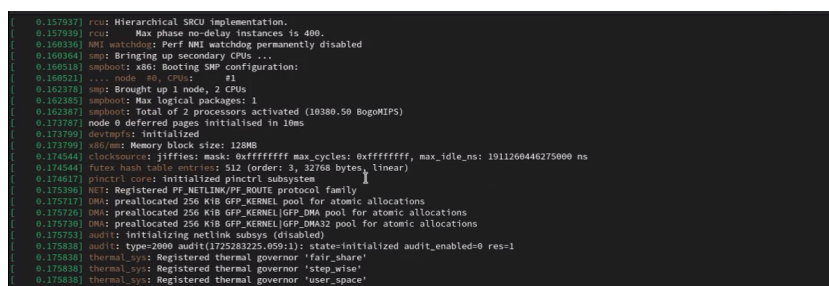 [    0.157937] rcu: Hierarchical SRCU implementation.
[    0.157939] rcu:     Max phase no-delay instances is 400.
[    0.160336] NMI watchdog: Perf NMI watchdog permanently disabled
[    0.160364] smp: Bringing up secondary CPUs ...
[    0.160518] smpboot: x86: Booting SMP configuration:
[    0.160521] .... node  #0, CPUs:      #1
[    0.162378] smp: Brought up 1 node, 2 CPUs
[    0.162385] smpboot: Max logical packages: 1
[    0.162387] smpboot: Total of 2 processors activated (10380.50 BogoMIPS)
[    0.173787] node 0 deferred pages initialised in 10ms
[    0.173799] devtmpfs: initialized
[    0.173799] x86/mm: Memory block size: 128MB
[    0.174544] clocksource: jiffies: mask: 0xffffffff max_cycles: 0xffffffff, max_idle_ns: 1911260446275000 ns
[    0.174544] futex hash table entries: 512 (order: 3, 32768 bytes, linear)
[    0.174617] pinctrl core: initialized pinctrl subsystem
[    0.175396] NET: Registered PF_NETLINK/PF_ROUTE protocol family
[    0.175717] DMA: preallocated 256 KiB GFP_KERNEL pool for atomic allocations
[    0.175726] DMA: preallocated 256 KiB GFP_KERNEL|GFP_DMA pool for atomic allocations
[    0.175736] DMA: preallocated 256 KiB GFP_KERNEL|GFP_DMA32 pool for atomic allocations
[    0.175753] audit: initializing netlink subsys (disabled)
[    0.175838] audit: type=2000 audit(1725283225.059:1): state=initialized audit_enabled=0 res=1
[    0.175838] thermal_sys: Registered thermal governor 'fair_share'
[    0.175838] thermal_sys: Registered thermal governor 'step_wise'
[    0.175838] thermal_sys: Registered thermal governor 'user_space'